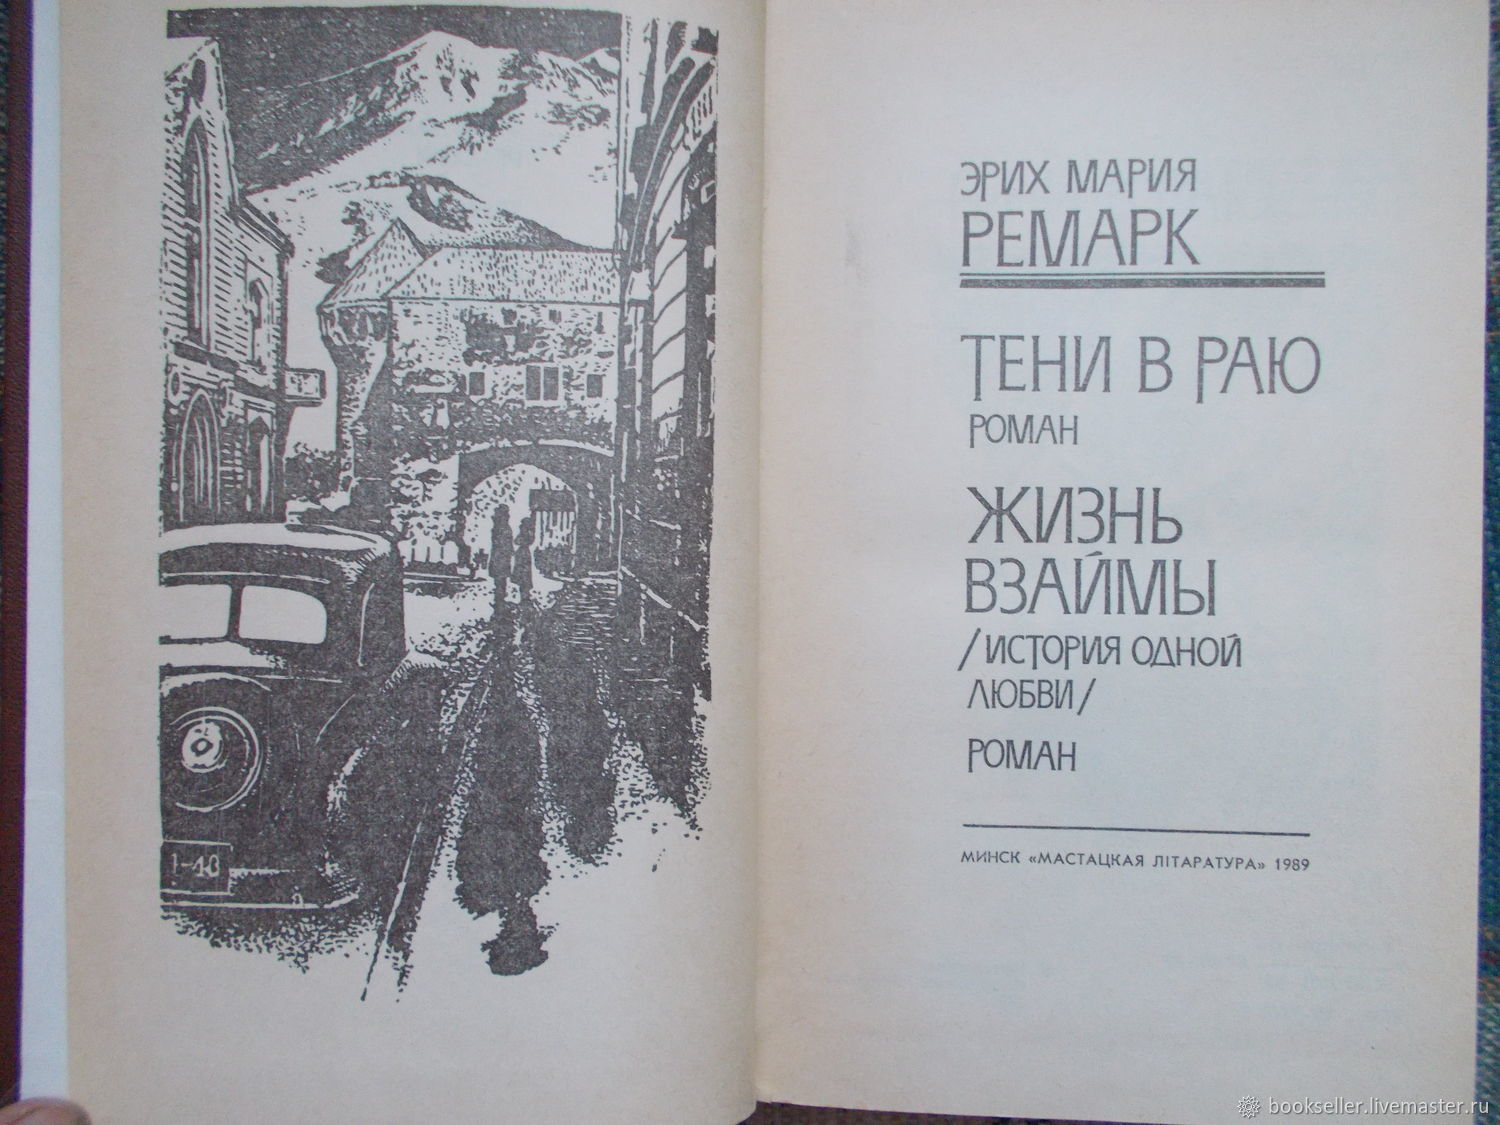 1-40
ЭРИХ МАРИЯ
РЕМАРК
ТЕНИ В РАЮ
РОМАН
ЖИЗНЬ
ВЗАЙМЫ
/ИСТОРИЯ ОДНОЙ
ЛЮБВИ/
РОМАН
МИНСК «МАСТАЦКАЯ ЛІТАРАТУРА» 1989
bookseller.livemaster.ru